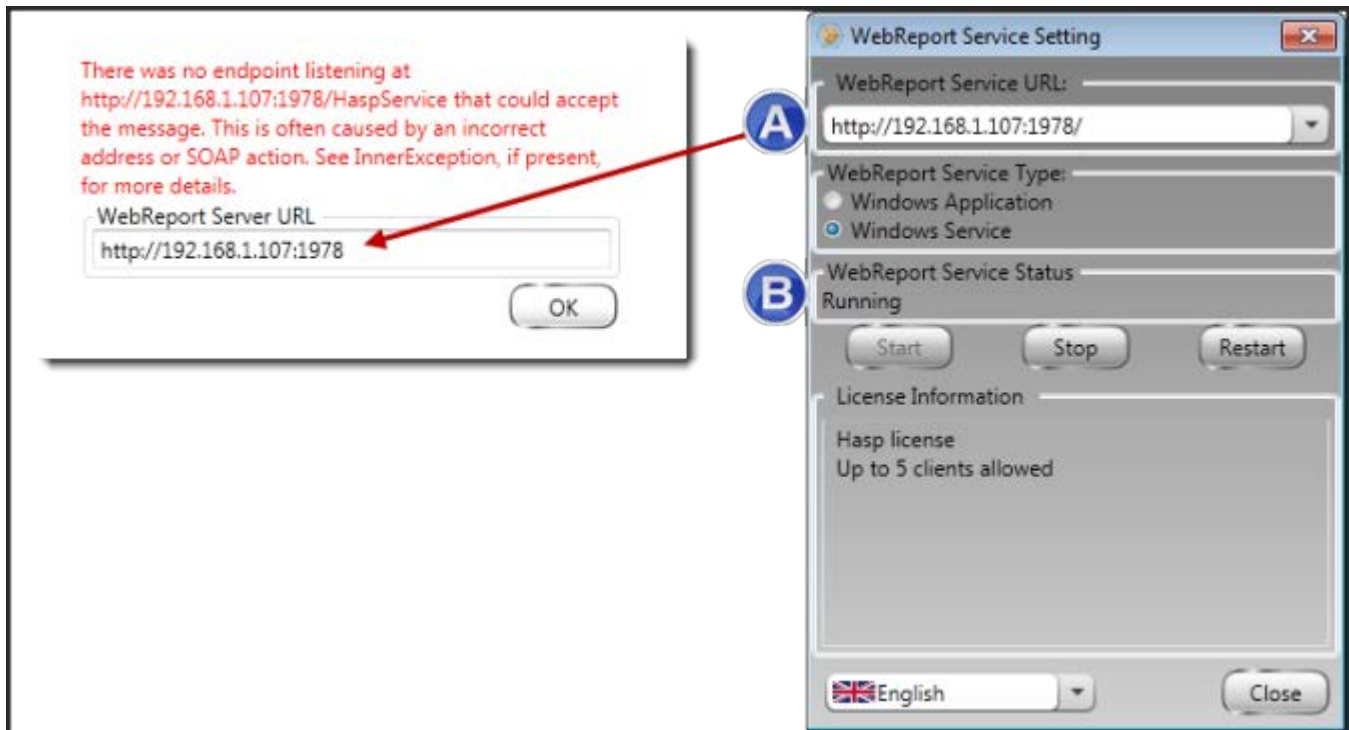 There was no endpoint listening at
http://192.168.1.107:1978/HaspService that could accept
the message. This is often caused by an incorrect
address or SOAP action. See InnerException, if present,
for more details.
WebReport Server URL
http://192.168.1.107:1978
OK
A
B
WebReport Service Setting
WebReport Service URL:
http://192.168.1.107:1978/
WebReport Service Type:
Windows Application
Windows Service
WebReport Service Status
Running
Start Stop Restart
License Information
Hasp license
Up to 5 clients allowed
English
Close